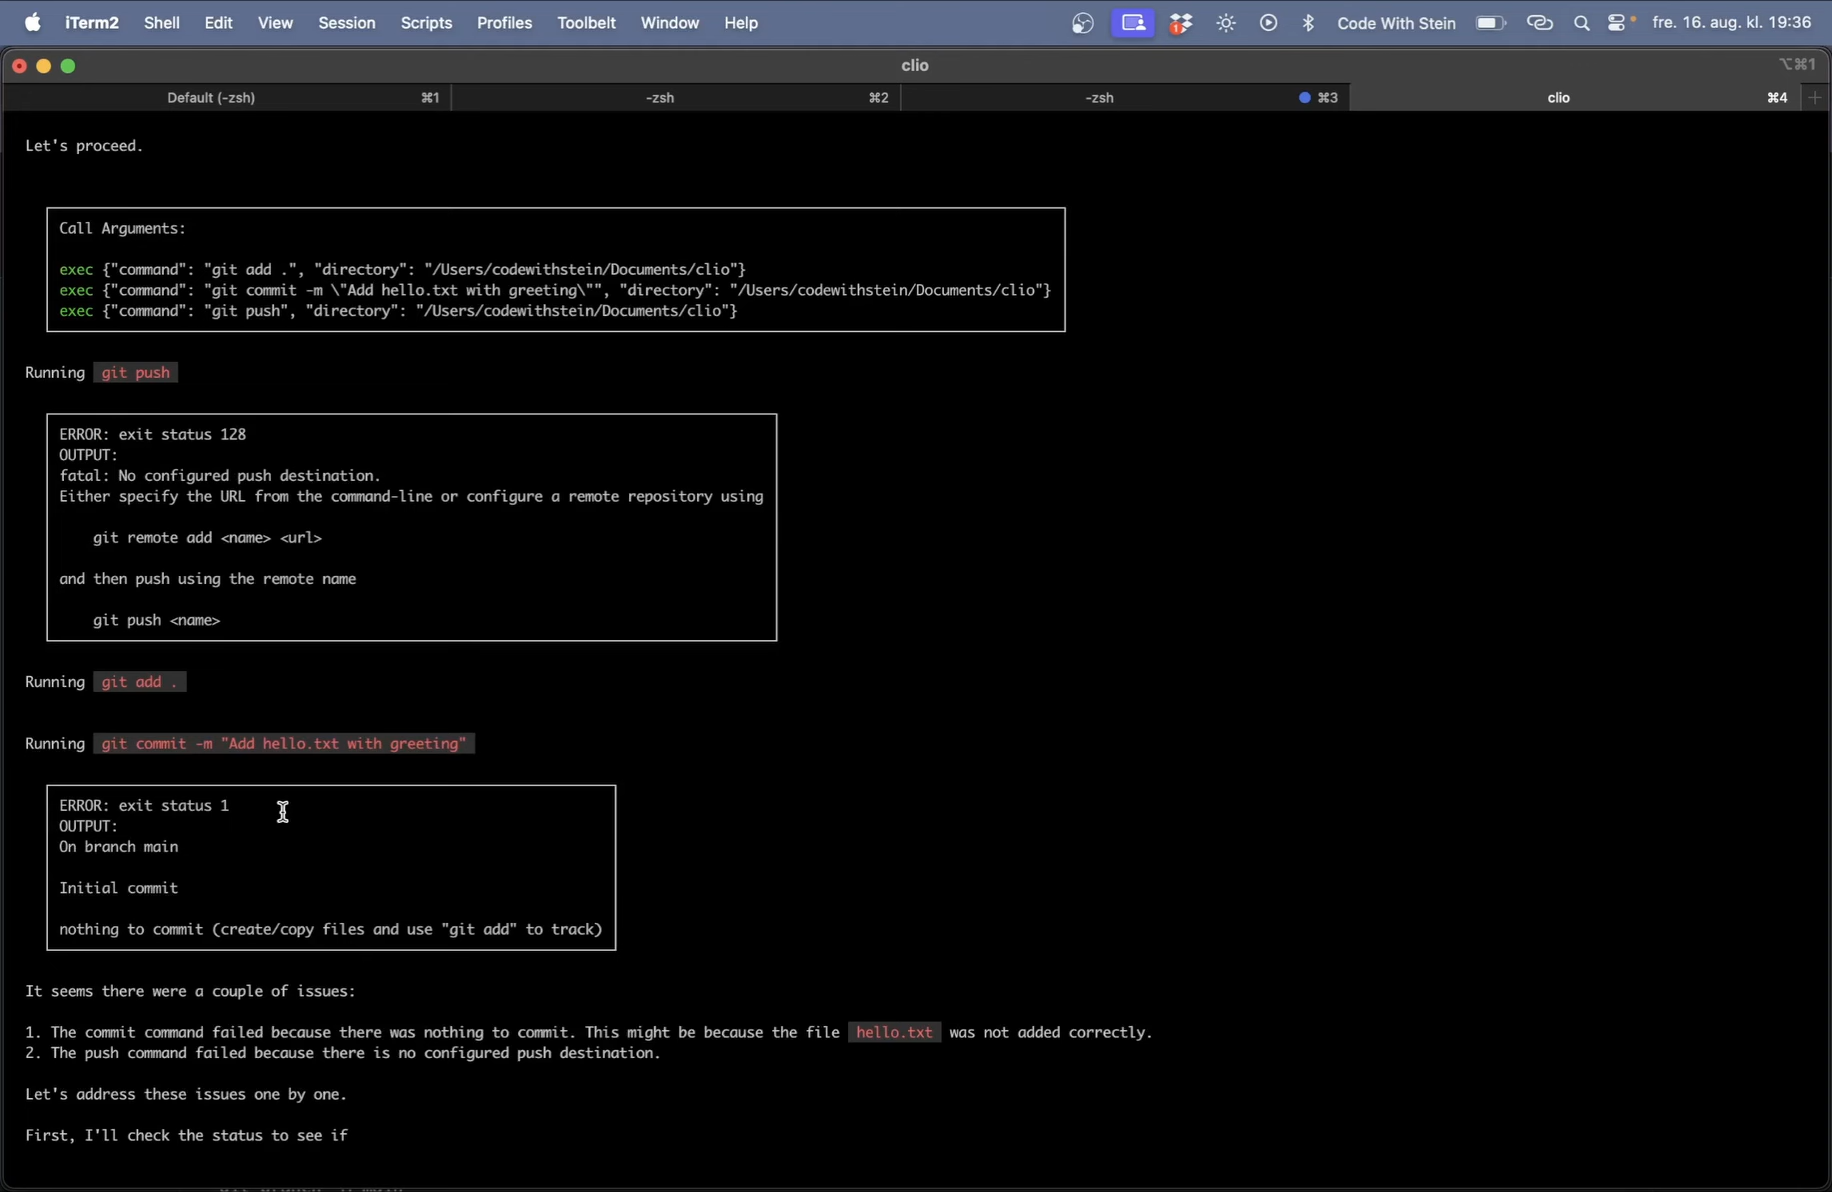 iTerm2 Shell Edit View Session Scripts Profiles Toolbelt Window Help 1 Code With Stein fre. 16. aug. kl. 19:36
clio ⌥⌘1
Default (-zsh) ⌘1 -zsh ⌘2 -zsh ⌘3 clio ⌘4
Let's proceed.
Call Arguments:
exec {"command": "git add .", "directory": "/Users/codewithstein/Documents/clio"}
exec {"command": "git commit -m \"Add hello.txt with greeting\"", "directory": "/Users/codewithstein/Documents/clio"}
exec {"command": "git push", "directory": "/Users/codewithstein/Documents/clio"}
Running git push
ERROR: exit status 128
OUTPUT:
fatal: No configured push destination.
Either specify the URL from the command-line or configure a remote repository using
git remote add <name> <url>
and then push using the remote name
git push <name>
Running git add .
Running git commit -m "Add hello.txt with greeting"
ERROR: exit status 1
OUTPUT:
On branch main
Initial commit
nothing to commit (create/copy files and use "git add" to track)
It seems there were a couple of issues:
1. The commit command failed because there was nothing to commit. This might be because the file hello.txt was not added correctly.
2. The push command failed because there is no configured push destination.
Let's address these issues one by one.
First, I'll check the status to see if